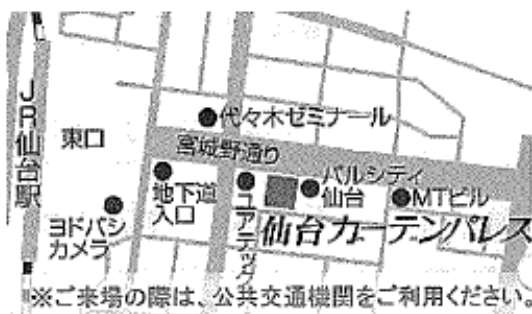 代々木ゼミナール
JR仙台駅
東口
宮城野通り
地下道
入口
ユアテック
パルシティ
仙台
MTビル
ヨドバシ
カメラ
仙台ガーデンパレス
※ご来場の際は、公共交通機関をご利用ください。